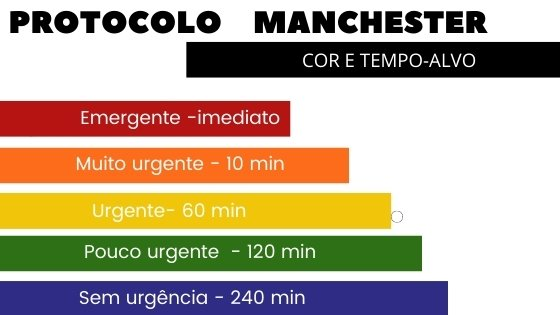 PROTOCOLO MANCHESTER
COR E TEMPO-ALVO
Emergente -imediato
Muito urgente - 10 min
Urgente- 60 min
Pouco urgente - 120 min
Sem urgência - 240 min